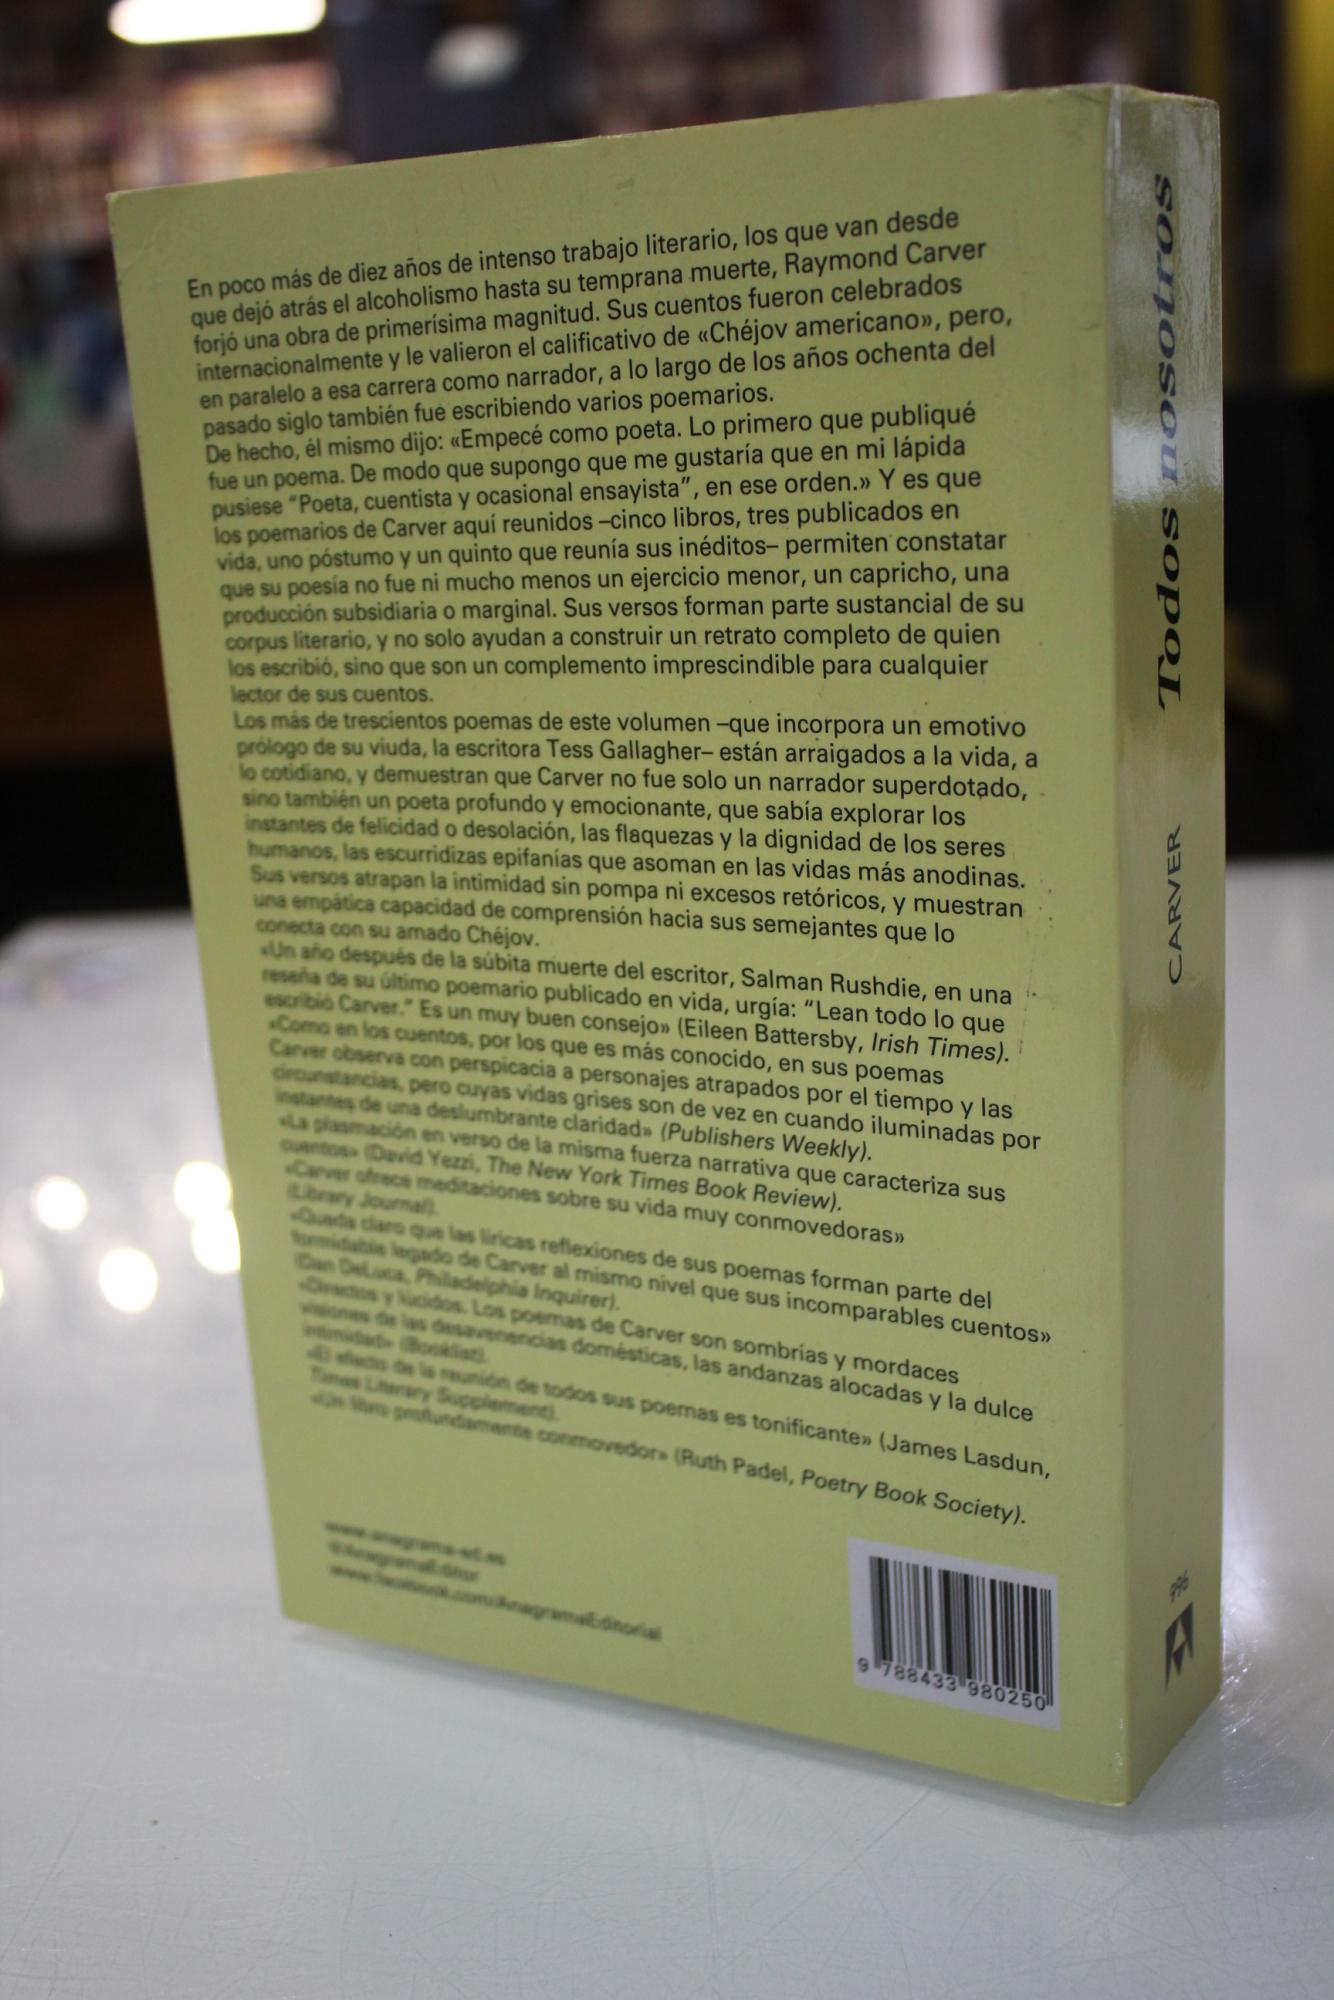 En poco más de diez años de intenso trabajo literario, los que van desde
que dejó atrás el alcoholismo hasta su temprana muerte, Raymond Carver
forjó una obra de primerísima magnitud. Sus cuentos fueron celebrados
internacionalmente y le valieron el calificativo de «Chéjov americano», pero,
en paralelo a esa carrera como narrador, a lo largo de los años ochenta del
pasado siglo también fue escribiendo varios poemarios.
De hecho, él mismo dijo: «Empecé como poeta. Lo primero que publiqué
fue un poema. De modo que supongo que me gustaría que en mi lápida
pusiese “Poeta, cuentista y ocasional ensayista”, en ese orden.» Y es que
los poemarios de Carver aquí reunidos –cinco libros, tres publicados en
vida, uno póstumo y un quinto que reunía sus inéditos– permiten constatar
que su poesía no fue ni mucho menos un ejercicio menor, un capricho, una
producción subsidiaria o marginal. Sus versos forman parte sustancial de su
corpus literario, y no solo ayudan a construir un retrato completo de quien
los escribió, sino que son un complemento imprescindible para cualquier
lector de sus cuentos.
Los más de trescientos poemas de este volumen –que incorpora un emotivo
prólogo de su viuda, la escritora Tess Gallagher– están arraigados a la vida, a
lo cotidiano, y demuestran que Carver no fue solo un narrador superdotado,
sino también un poeta profundo y emocionante, que sabía explorar los
instantes de felicidad o desolación, las flaquezas y la dignidad de los seres
humanos, las escurridizas epifanías que asoman en las vidas más anodinas.
Sus versos atrapan la intimidad sin pompa ni excesos retóricos, y muestran
una empática capacidad de comprensión hacia sus semejantes que lo
conecta con su amado Chéjov.
«Un año después de la súbita muerte del escritor, Salman Rushdie, en una
reseña de su último poemario publicado en vida, urgía: “Lean todo lo que
escribió Carver.” Es un muy buen consejo» (Eileen Battersby, Irish Times).
«Como en los cuentos, por los que es más conocido, en sus poemas
Carver observa con perspicacia a personajes atrapados por el tiempo y las
circunstancias, pero cuyas vidas grises son de vez en cuando iluminadas por
instantes de una deslumbrante claridad» (Publishers Weekly).
«La plasmación en verso de la misma fuerza narrativa que caracteriza sus
cuentos» (David Yezzi, The New York Times Book Review).
«Carver ofrece meditaciones sobre su vida muy conmovedoras»
(Library Journal).
«Queda claro que las líricas reflexiones de sus poemas forman parte del
formidable legado de Carver al mismo nivel que sus incomparables cuentos»
(Dan DeLuca, Philadelphia Inquirer).
«Directos y lúcidos. Los poemas de Carver son sombrías y mordaces
visiones de las desavenencias domésticas, las andanzas alocadas y la dulce
intimidad» (Booklist).
«El efecto de la reunión de todos sus poemas es tonificante» (James Lasdun,
Times Literary Supplement).
«Un libro profundamente conmovedor» (Ruth Padel, Poetry Book Society).
www.anagrama-ed.es
@AnagramaEditor
www.facebook.com/AnagramaEditorial
9 788433 980250
CARVER Todos nosotros
996